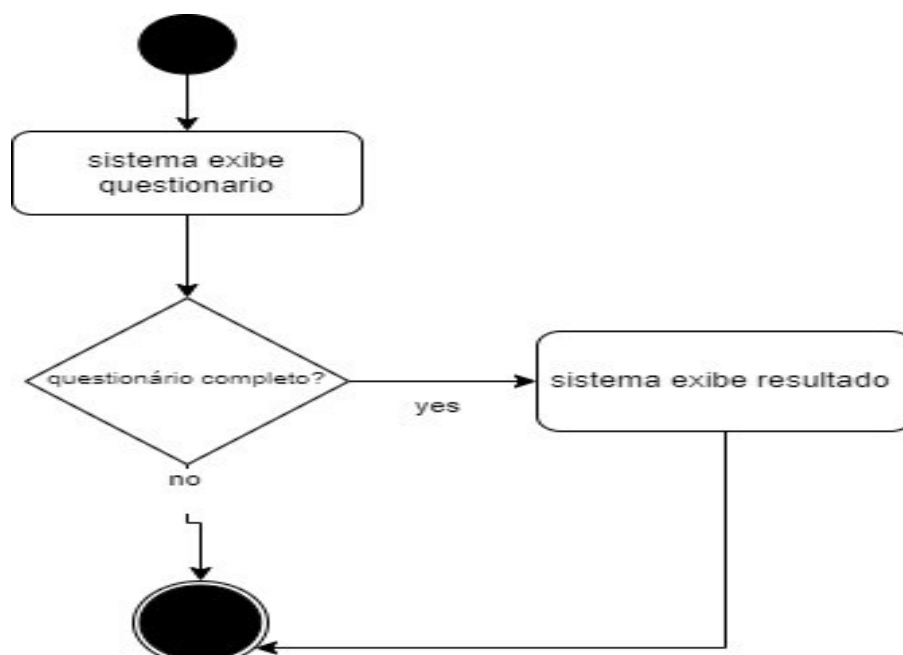 sistema exibe
questionario
questionário completo?
yes
sistema exibe resultado
no